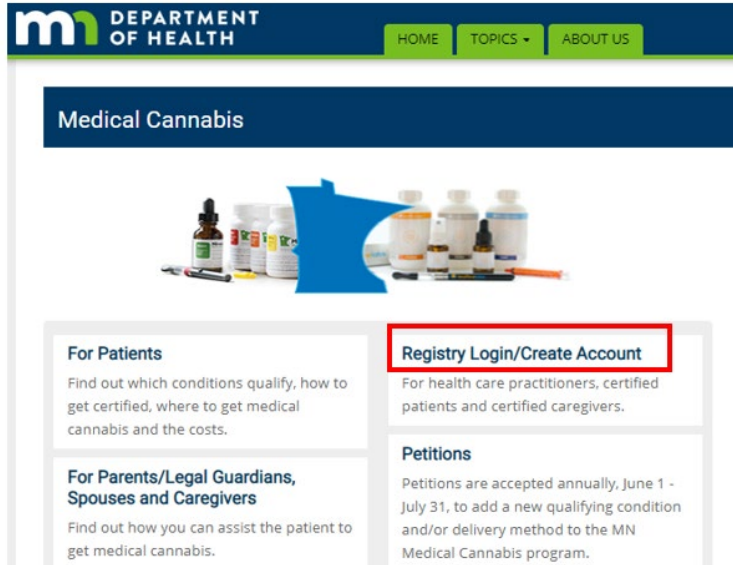 DEPARTMENT
OF HEALTH
HOME TOPICS ABOUT US
Medical Cannabis
For Patients
Find out which conditions qualify, how to
get certified, where to get medical
cannabis and the costs.
For Parents/Legal Guardians,
Spouses and Caregivers
Find out how you can assist the patient to
get medical cannabis.
Registry Login/Create Account
For health care practitioners, certified
patients and certified caregivers.
Petitions
Petitions are accepted annually, June 1 -
July 31, to add a new qualifying condition
and/or delivery method to the MN
Medical Cannabis program.